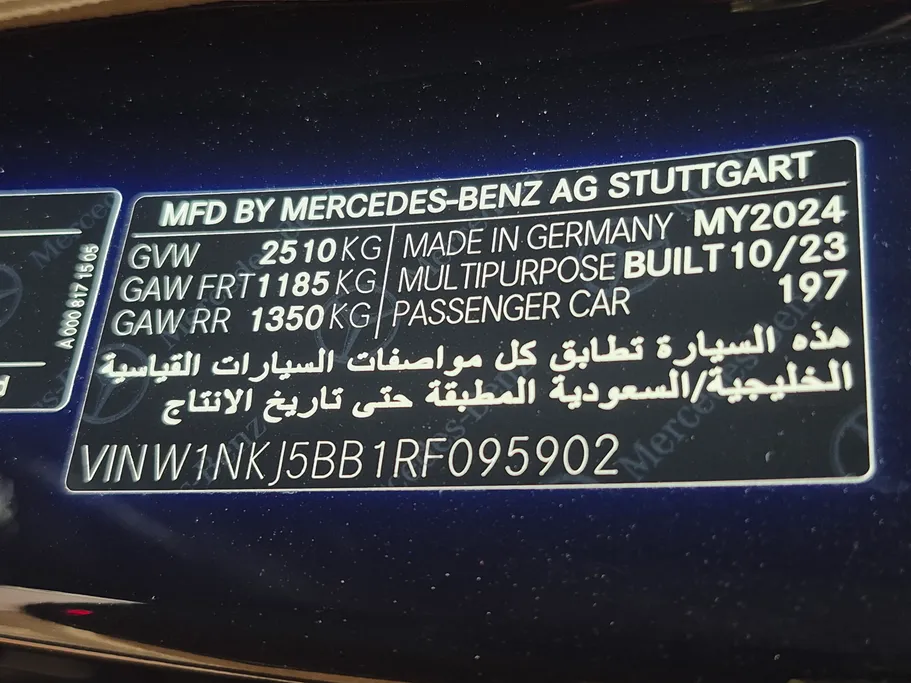 MFD BY MERCEDES-BENZ AG STUTTGART
GVW 2510 KG MADE IN GERMANY MY2024
GAW FRT 1185 KG MULTIPURPOSE BUILT 10/23
GAW RR 1350 KG PASSENGER CAR 197
هذه السيارة تطابق كل مواصفات السيارات القياسية
الخليجية/السعودية المطبقة حتى تاريخ الانتاج
VIN W1NKJ5BB1RF095902
A 000 817 15 05